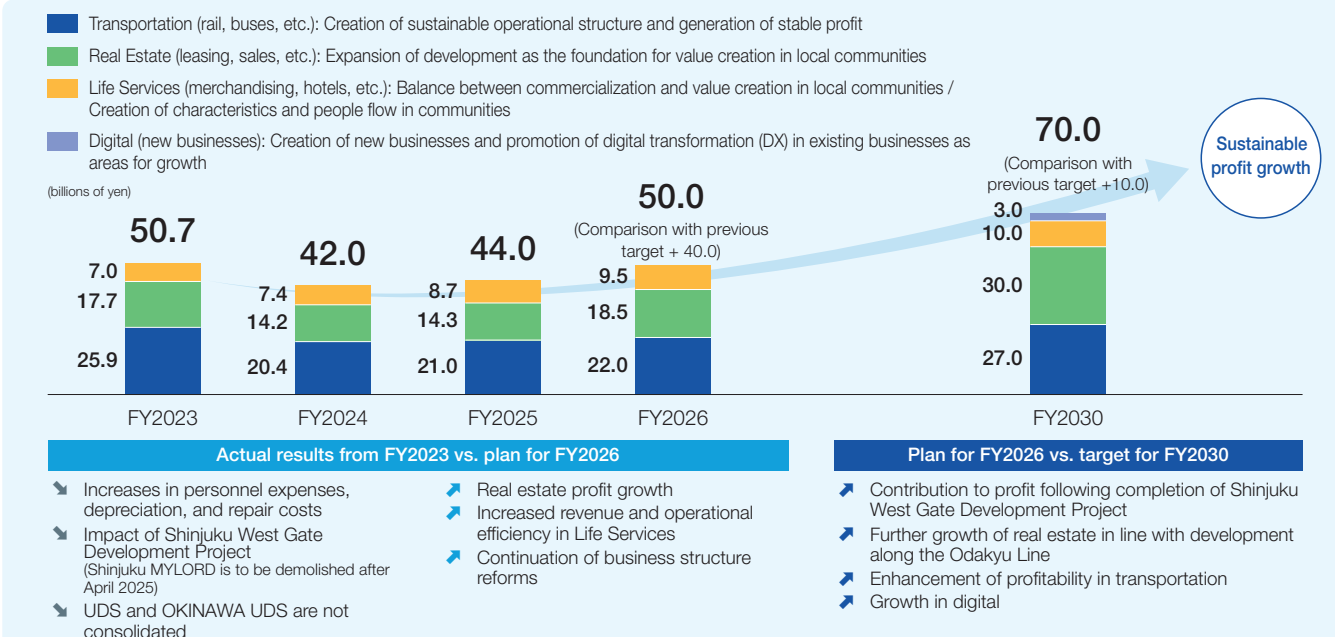 Transportation (rail, buses, etc.): Creation of sustainable operational structure and generation of stable profit
Real Estate (leasing, sales, etc.): Expansion of development as the foundation for value creation in local communities
Life Services (merchandising, hotels, etc.): Balance between commercialization and value creation in local communities /
Creation of characteristics and people flow in communities
Digital (new businesses): Creation of new businesses and promotion of digital transformation (DX) in existing businesses as
areas for growth
(billions of yen)
50.7
7.0
17.7
25.9
FY2023
42.0
7.4
14.2
20.4
FY2024
44.0
8.7
14.3
21.0
FY2025
50.0
(Comparison with previous
target + 40.0)
9.5
18.5
22.0
FY2026
70.0
(Comparison with
previous target +10.0)
3.0
10.0
30.0
27.0
FY2030
Sustainable
profit growth
Actual results from FY2023 vs. plan for FY2026
Increases in personnel expenses,
depreciation, and repair costs
Impact of Shinjuku West Gate
Development Project
(Shinjuku MYLORD is to be demolished after
April 2025)
UDS and OKINAWA UDS are not
consolidated
Real estate profit growth
Increased revenue and operational
efficiency in Life Services
Continuation of business structure
reforms
Plan for FY2026 vs. target for FY2030
Contribution to profit following completion of Shinjuku
West Gate Development Project
Further growth of real estate in line with development
along the Odakyu Line
Enhancement of profitability in transportation
Growth in digital